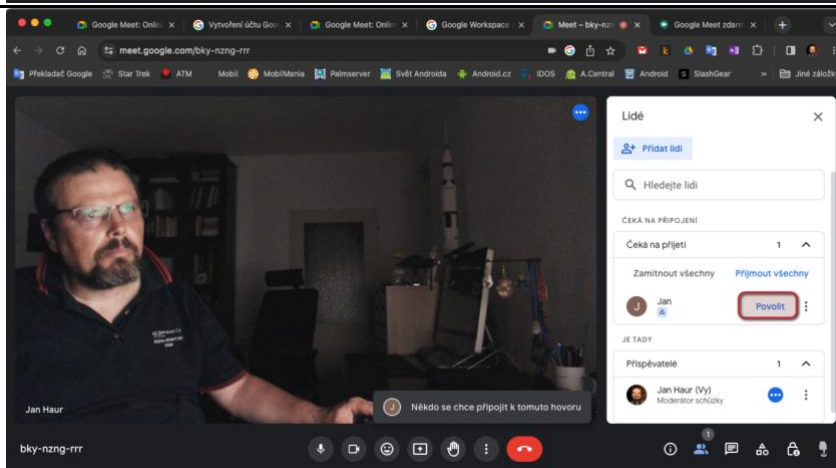 Google Meet: Onlin
Vytvoření účtu Goo
Google Meet: Onlin
Google Workspace
Meet – bky-nzn
Google Meet zdarm
meet.google.com/bky-nzng-rrr
Překladač Google
Star Trek
ATM
Mobil
MobilMania
Palmserver
Svět Androida
Android.cz
IDOS
A.Central
Android
SlashGear
»
Jiné záložk
Lidé
Přidat lidi
Hledejte lidi
ČEKÁ NA PŘIPOJENÍ
Čeká na přijetí 1
Zamítnout všechny Přijmout všechny
J Jan Povolit
JE TADY
Přispěvatelé 1
Jan Haur (Vy)
Moderátor schůzky
Jan Haur
J Někdo se chce připojit k tomuto hovoru
bky-nzng-rrr
1